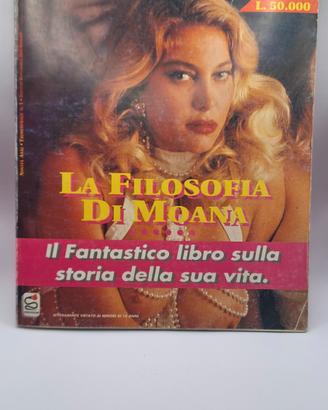 L. 50.000
LA FILOSOFIA
DI MOANA
Il Fantastico libro sulla
storia della sua vita.